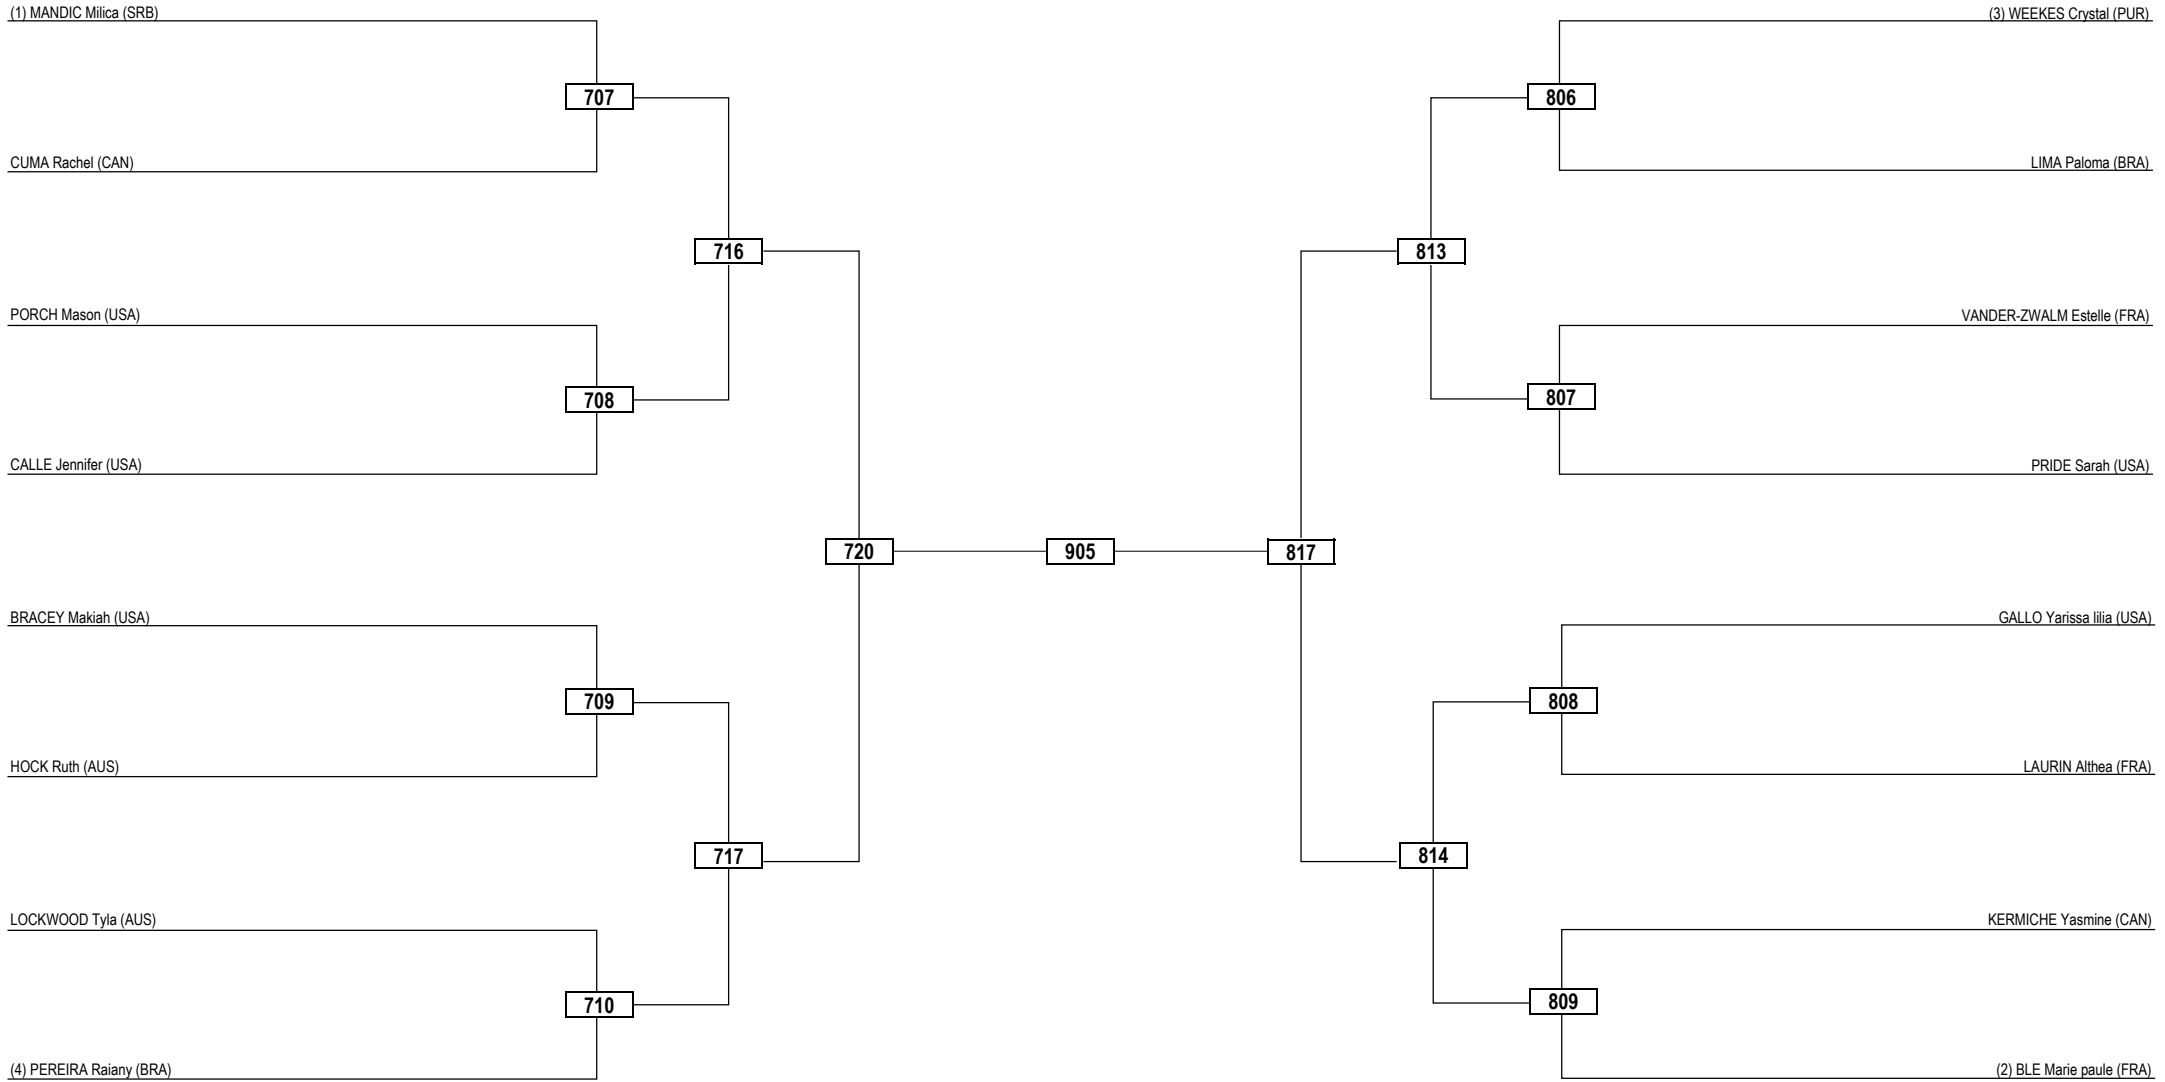 (1) MANDIC Milica (SRB)
(3) WEEKES Crystal (PUR)
707
806
CUMA Rachel (CAN)
LIMA Paloma (BRA)
716
813
PORCH Mason (USA)
VANDER-ZWALM Estelle (FRA)
708
807
CALLE Jennifer (USA)
PRIDE Sarah (USA)
720
905
817
BRACEY Makiah (USA)
GALLO Yarissa lilia (USA)
709
808
HOCK Ruth (AUS)
LAURIN Althea (FRA)
717
814
LOCKWOOD Tyla (AUS)
KERMICHE Yasmine (CAN)
710
809
(4) PEREIRA Raiany (BRA)
(2) BLE Marie paule (FRA)